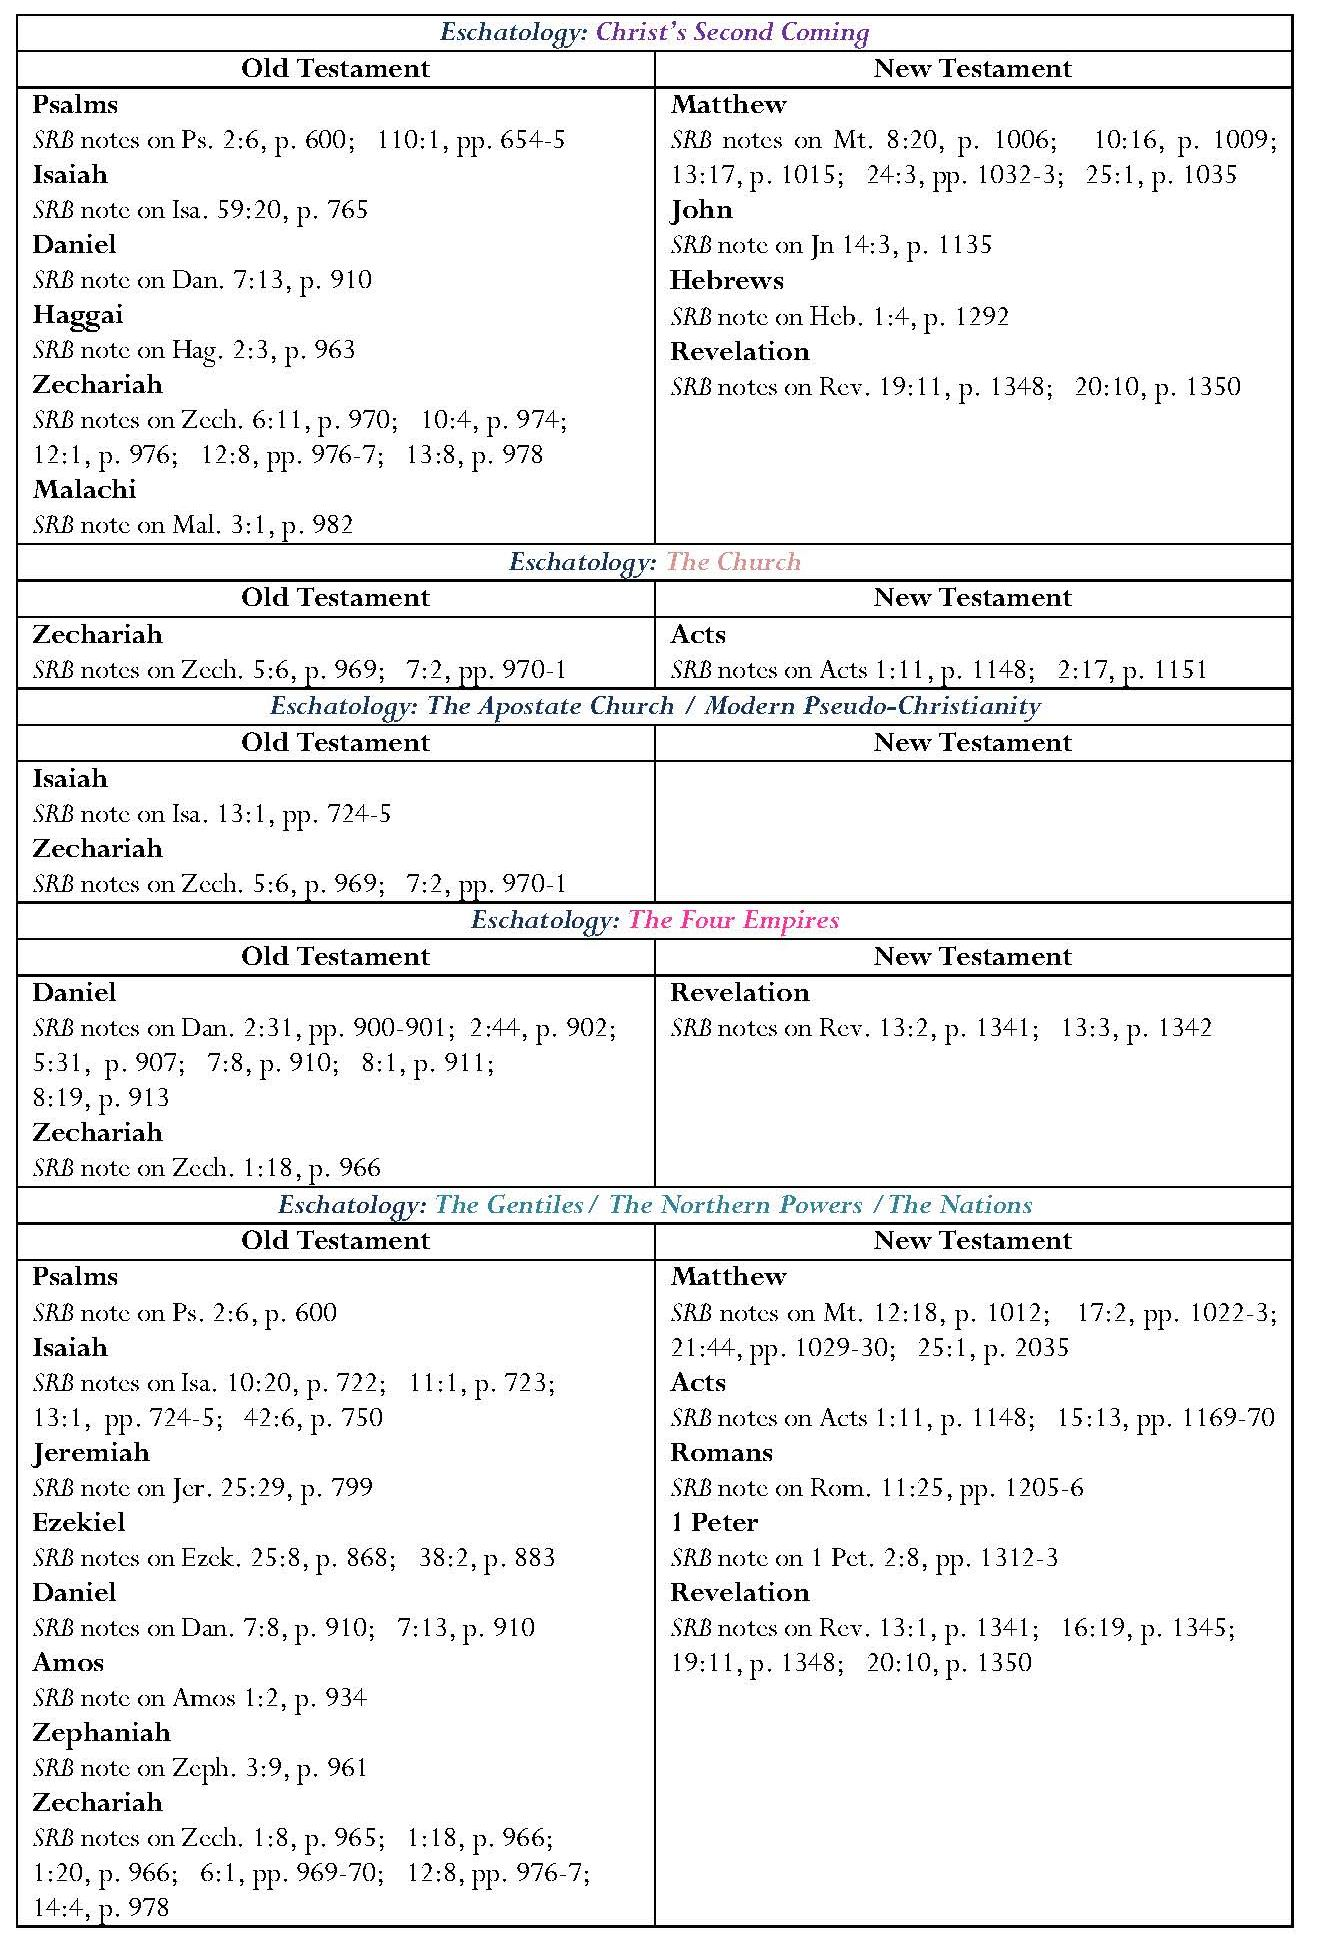 Eschatology: Christ's Second Coming
Old Testament
New Testament
Psalms
SRB notes on Ps. 2:6, p. 600; 110:1, pp. 654-5
Isaiah
SRB note on Isa. 59:20, p. 765
Daniel
SRB note on Dan. 7:13, p. 910
Haggai
SRB note on Hag. 2:3, p. 963
Zechariah
SRB notes on Zech. 6:11, p. 970; 10:4, p. 974;
12:1, p. 976; 12:8, pp. 976-7; 13:8, p. 978
Malachi
SRB note on Mal. 3:1, p. 982
Matthew
SRB notes on Mt. 8:20, p. 1006; 10:16, p. 1009;
13:17, p. 1015; 24:3, pp. 1032-3; 25:1, p. 1035
John
SRB note on Jn 14:3, p. 1135
Hebrews
SRB note on Heb. 1:4, p. 1292
Revelation
SRB notes on Rev. 19:11, p. 1348; 20:10, p. 1350
Eschatology: The Church
Old Testament
New Testament
Zechariah
SRB notes on Zech. 5:6, p. 969; 7:2, pp. 970-1
Acts
SRB notes on Acts 1:11, p. 1148; 2:17, p. 1151
Eschatology: The Apostate Church / Modern Pseudo-Christianity
Old Testament
New Testament
Isaiah
SRB note on Isa. 13:1, pp. 724-5
Zechariah
SRB notes on Zech. 5:6, p. 969; 7:2, pp. 970-1
Eschatology: The Four Empires
Old Testament
New Testament
Daniel
SRB notes on Dan. 2:31, pp. 900-901; 2:44, p. 902;
5:31, p. 907; 7:8, p. 910; 8:1, p. 911;
8:19, p. 913
Zechariah
SRB note on Zech. 1:18, p. 966
Revelation
SRB notes on Rev. 13:2, p. 1341; 13:3, p. 1342
Eschatology: The Gentiles/ The Northern Powers /The Nations
Old Testament
New Testament
Psalms
SRB note on Ps. 2:6, p. 600
Isaiah
SRB notes on Isa. 10:20, p. 722; 11:1, p. 723;
13:1, pp. 724-5; 42:6, p. 750
Jeremiah
SRB note on Jer. 25:29, p. 799
Ezekiel
SRB notes on Ezek. 25:8, p. 868; 38:2, p. 883
Daniel
SRB notes on Dan. 7:8, p. 910; 7:13, p. 910
Amos
SRB note on Amos 1:2, p. 934
Zephaniah
SRB note on Zeph. 3:9, p. 961
Zechariah
SRB notes on Zech. 1:8, p. 965; 1:18, p. 966;
1:20, p. 966; 6:1, pp. 969-70; 12:8, pp. 976-7;
14:4, p. 978
Matthew
SRB notes on Mt. 12:18, p. 1012; 17:2, pp. 1022-3;
21:44, pp. 1029-30; 25:1, p. 2035
Acts
SRB notes on Acts 1:11, p. 1148; 15:13, pp. 1169-70
Romans
SRB note on Rom. 11:25, pp. 1205-6
1 Peter
SRB note on 1 Pet. 2:8, pp. 1312-3
Revelation
SRB notes on Rev. 13:1, p. 1341; 16:19, p. 1345;
19:11, p. 1348; 20:10, p. 1350